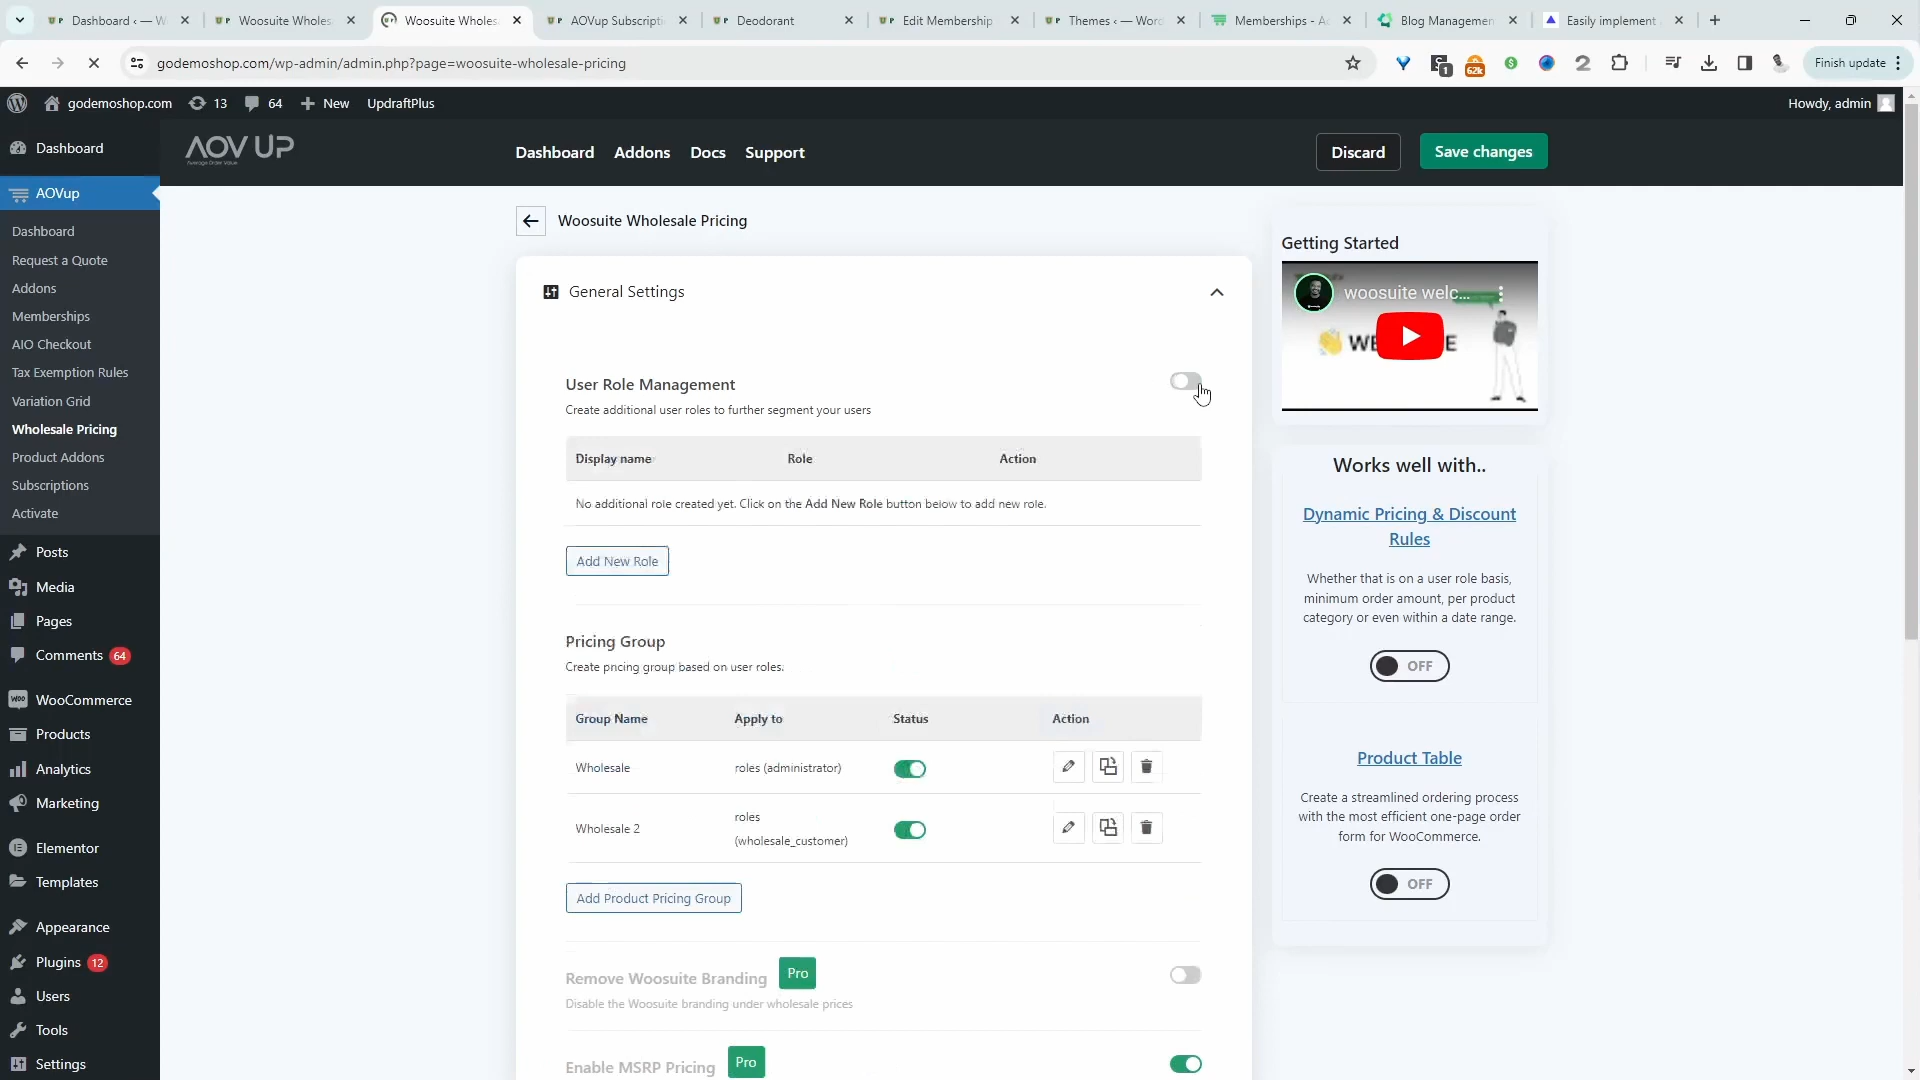 Dashboard ‹ — W
Woosuite Wholes
Woosuite Wholes
AOVup Subscripti
Deodorant
Edit Membership
Themes ‹ — Word
Memberships - A
Blog Managemen
Easily implement
godemoshop.com/wp-admin/admin.php?page=woosuite-wholesale-pricing
1
62k
Finish update
godemoshop.com
13
64
New
UpdraftPlus
Howdy, admin
Dashboard
AOVup
Dashboard
Request a Quote
Addons
Memberships
AIO Checkout
Tax Exemption Rules
Variation Grid
Wholesale Pricing
Product Addons
Subscriptions
Activate
Posts
Media
Pages
Comments 64
WooCommerce
Products
Analytics
Marketing
Elementor
Templates
Appearance
Plugins 12
Users
Tools
Settings
AOV UP
Average Order Value
Dashboard
Addons
Docs
Support
Discard
Save changes
Woosuite Wholesale Pricing
General Settings
User Role Management
Create additional user roles to further segment your users
Display name Role Action
No additional role created yet. Click on the Add New Role button below to add new role.
Add New Role
Pricing Group
Create pricing group based on user roles.
Group Name Apply to Status Action
Wholesale roles (administrator)
Wholesale 2 roles
(wholesale_customer)
Add Product Pricing Group
Remove Woosuite Branding Pro
Disable the Woosuite branding under wholesale prices
Enable MSRP Pricing Pro
Getting Started
woosuite welc...
Works well with..
Dynamic Pricing & Discount
Rules
Whether that is on a user role basis,
minimum order amount, per product
category or even within a date range.
OFF
Product Table
Create a streamlined ordering process
with the most efficient one-page order
form for WooCommerce.
OFF